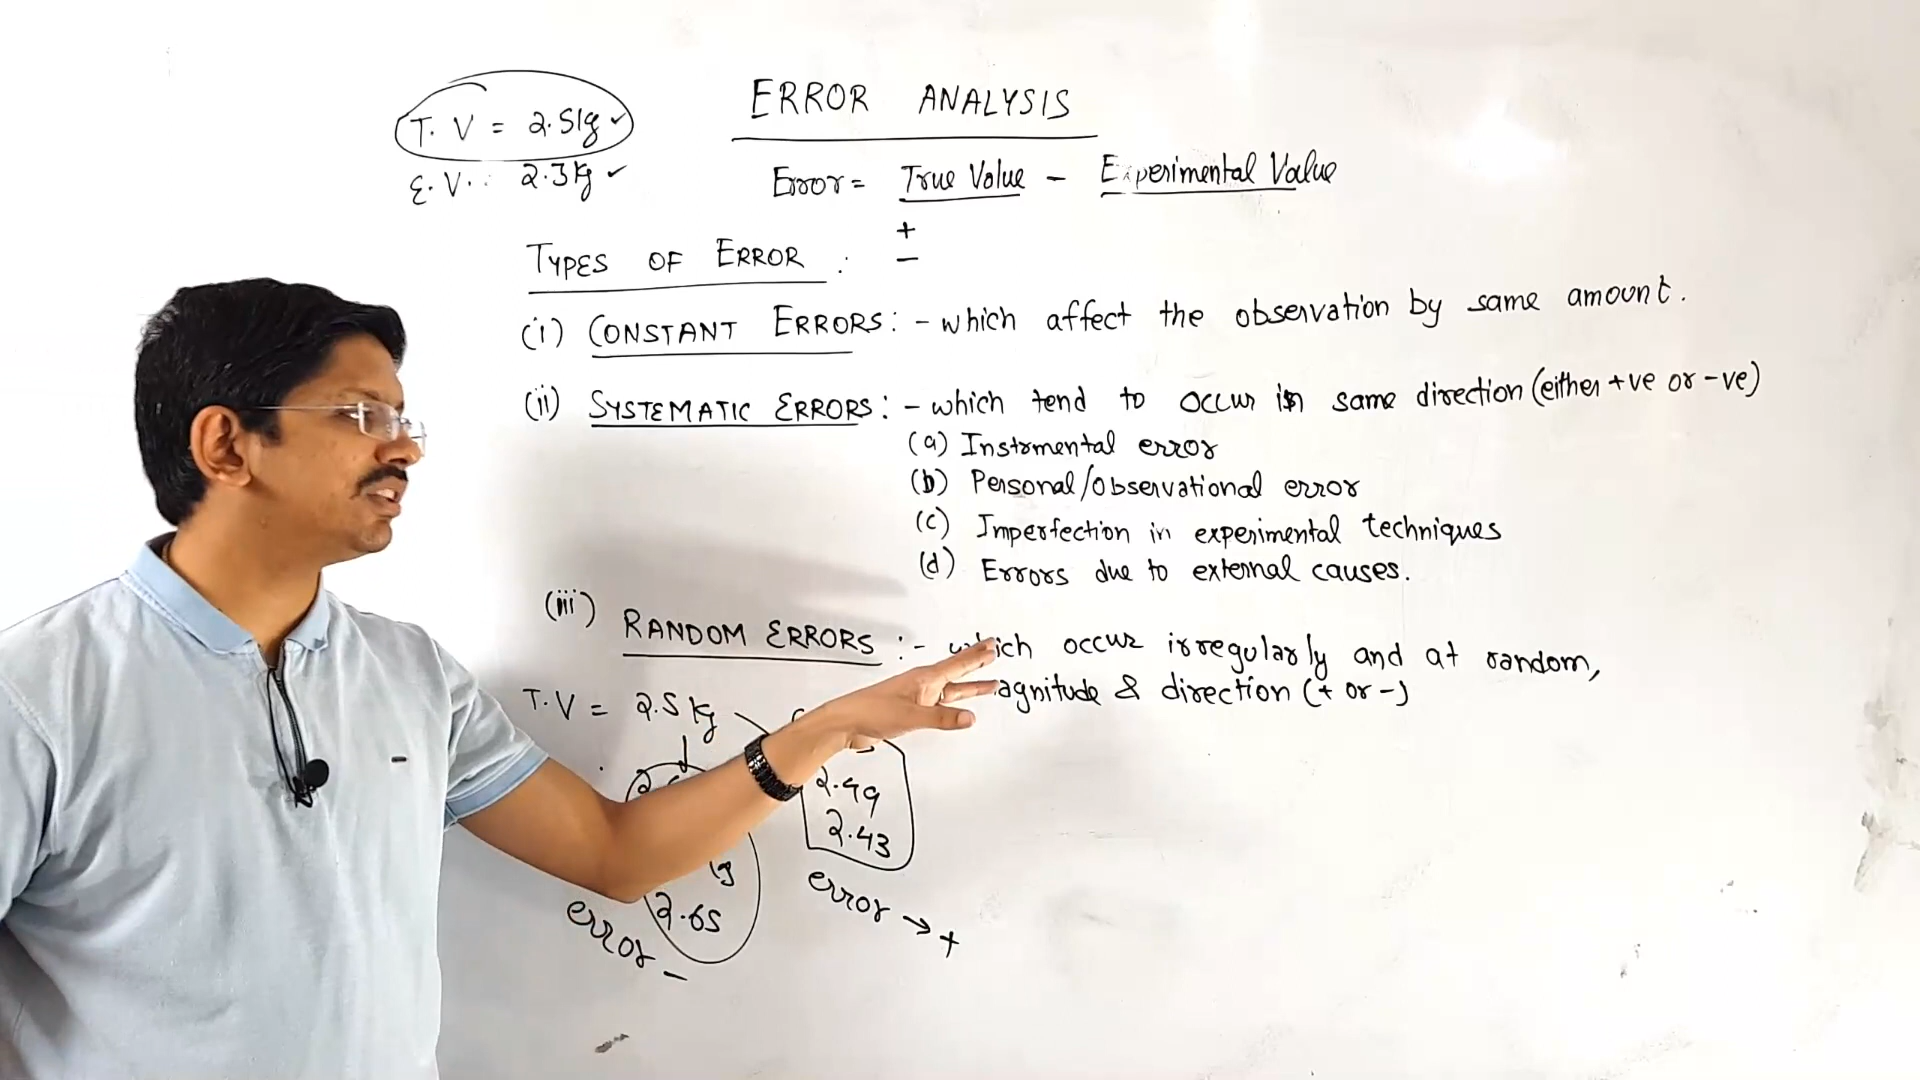 ERROR ANALYSIS
T. V = 2.5kg ✓
E. V. : 2.3kg ✓
Error = True Value - Experimental Value
+
-
TYPES OF ERROR :
(i) CONSTANT ERRORS : - which affect the observation by same amount.
(ii) SYSTEMATIC ERRORS : - which tend to occur in same direction (either +ve or -ve)
(a) Instrmental error
(b) Personal/observational error
(c) Imperfection in experimental techniques
(d) Errors due to external causes.
(iii) RANDOM ERRORS : - which occur irregularly and at random,
agnitude & direction (+ or -)
T. V = 2.5 kg
2.49
2.43
kg
2.65
error -
error → +